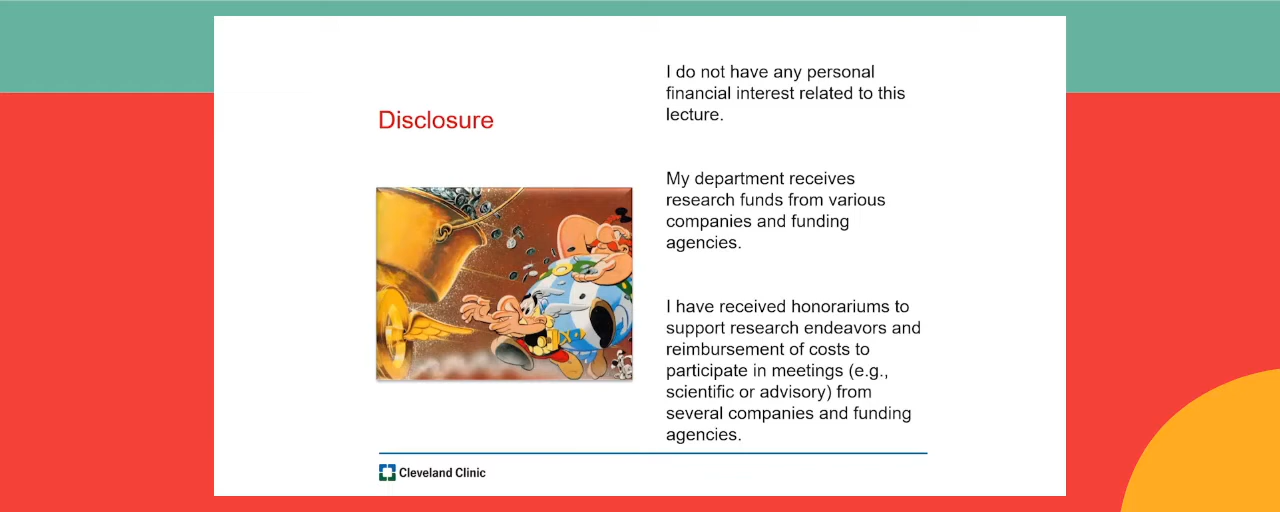 Disclosure
I do not have any personal
financial interest related to this
lecture.
My department receives
research funds from various
companies and funding
agencies.
I have received honorariums to
support research endeavors and
reimbursement of costs to
participate in meetings (e.g.,
scientific or advisory) from
several companies and funding
agencies.
Cleveland Clinic